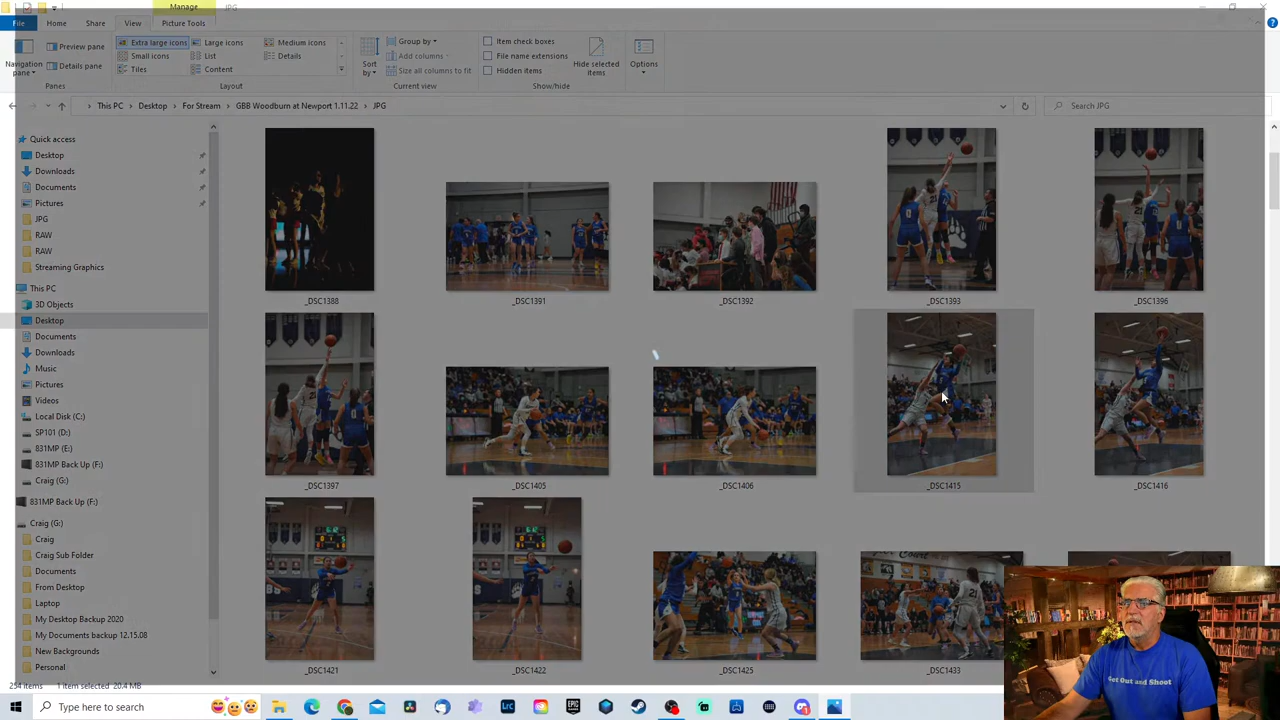 Manage
JPG
File
Home
Share
View
Picture Tools
Navigation pane
Preview pane
Details pane
Extra large icons
Large icons
Medium icons
Small icons
List
Details
Tiles
Content
Sort by
Group by
Add columns
Size all columns to fit
Item check boxes
File name extensions
Hidden items
Hide selected items
Options
Panes
Layout
Current view
Show/hide
This PC
Desktop
For Stream
GBB Woodburn at Newport 1.11.22
JPG
Search JPG
Quick access
Desktop
Downloads
Documents
Pictures
JPG
RAW
RAW
Streaming Graphics
This PC
3D Objects
Desktop
Documents
Downloads
Music
Pictures
Videos
Local Disk (C:)
SP101 (D:)
831MP (E:)
831MP Back Up (F:)
Craig (G:)
831MP Back Up (F:)
Craig (G:)
Craig
Craig Sub Folder
Documents
From Desktop
Laptop
My Desktop Backup 2020
My Documents backup 12.15.08
New Backgrounds
Personal
_DSC1388
_DSC1391
_DSC1392
_DSC1393
_DSC1396
_DSC1397
_DSC1405
_DSC1406
_DSC1415
_DSC1416
_DSC1421
_DSC1422
_DSC1425
_DSC1433
254 items
1 item selected 20.4 MB
Get Out and Shoot
Type here to search
LrC
EPIC